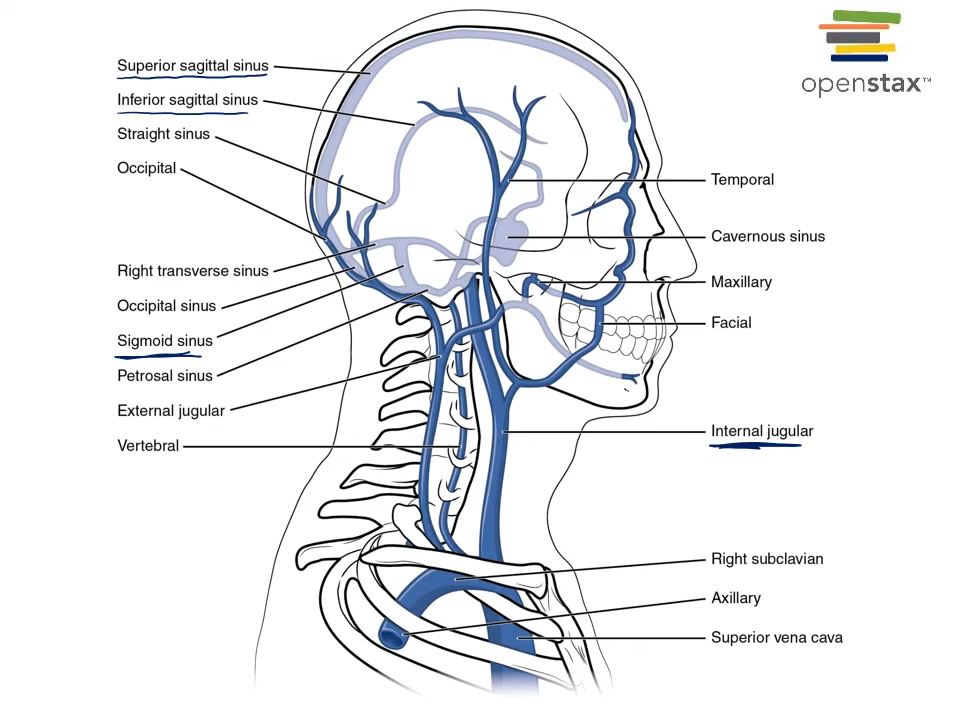 openstax™
Superior sagittal sinus
Inferior sagittal sinus
Straight sinus
Occipital
Right transverse sinus
Occipital sinus
Sigmoid sinus
Petrosal sinus
External jugular
Vertebral
Temporal
Cavernous sinus
Maxillary
Facial
Internal jugular
Right subclavian
Axillary
Superior vena cava